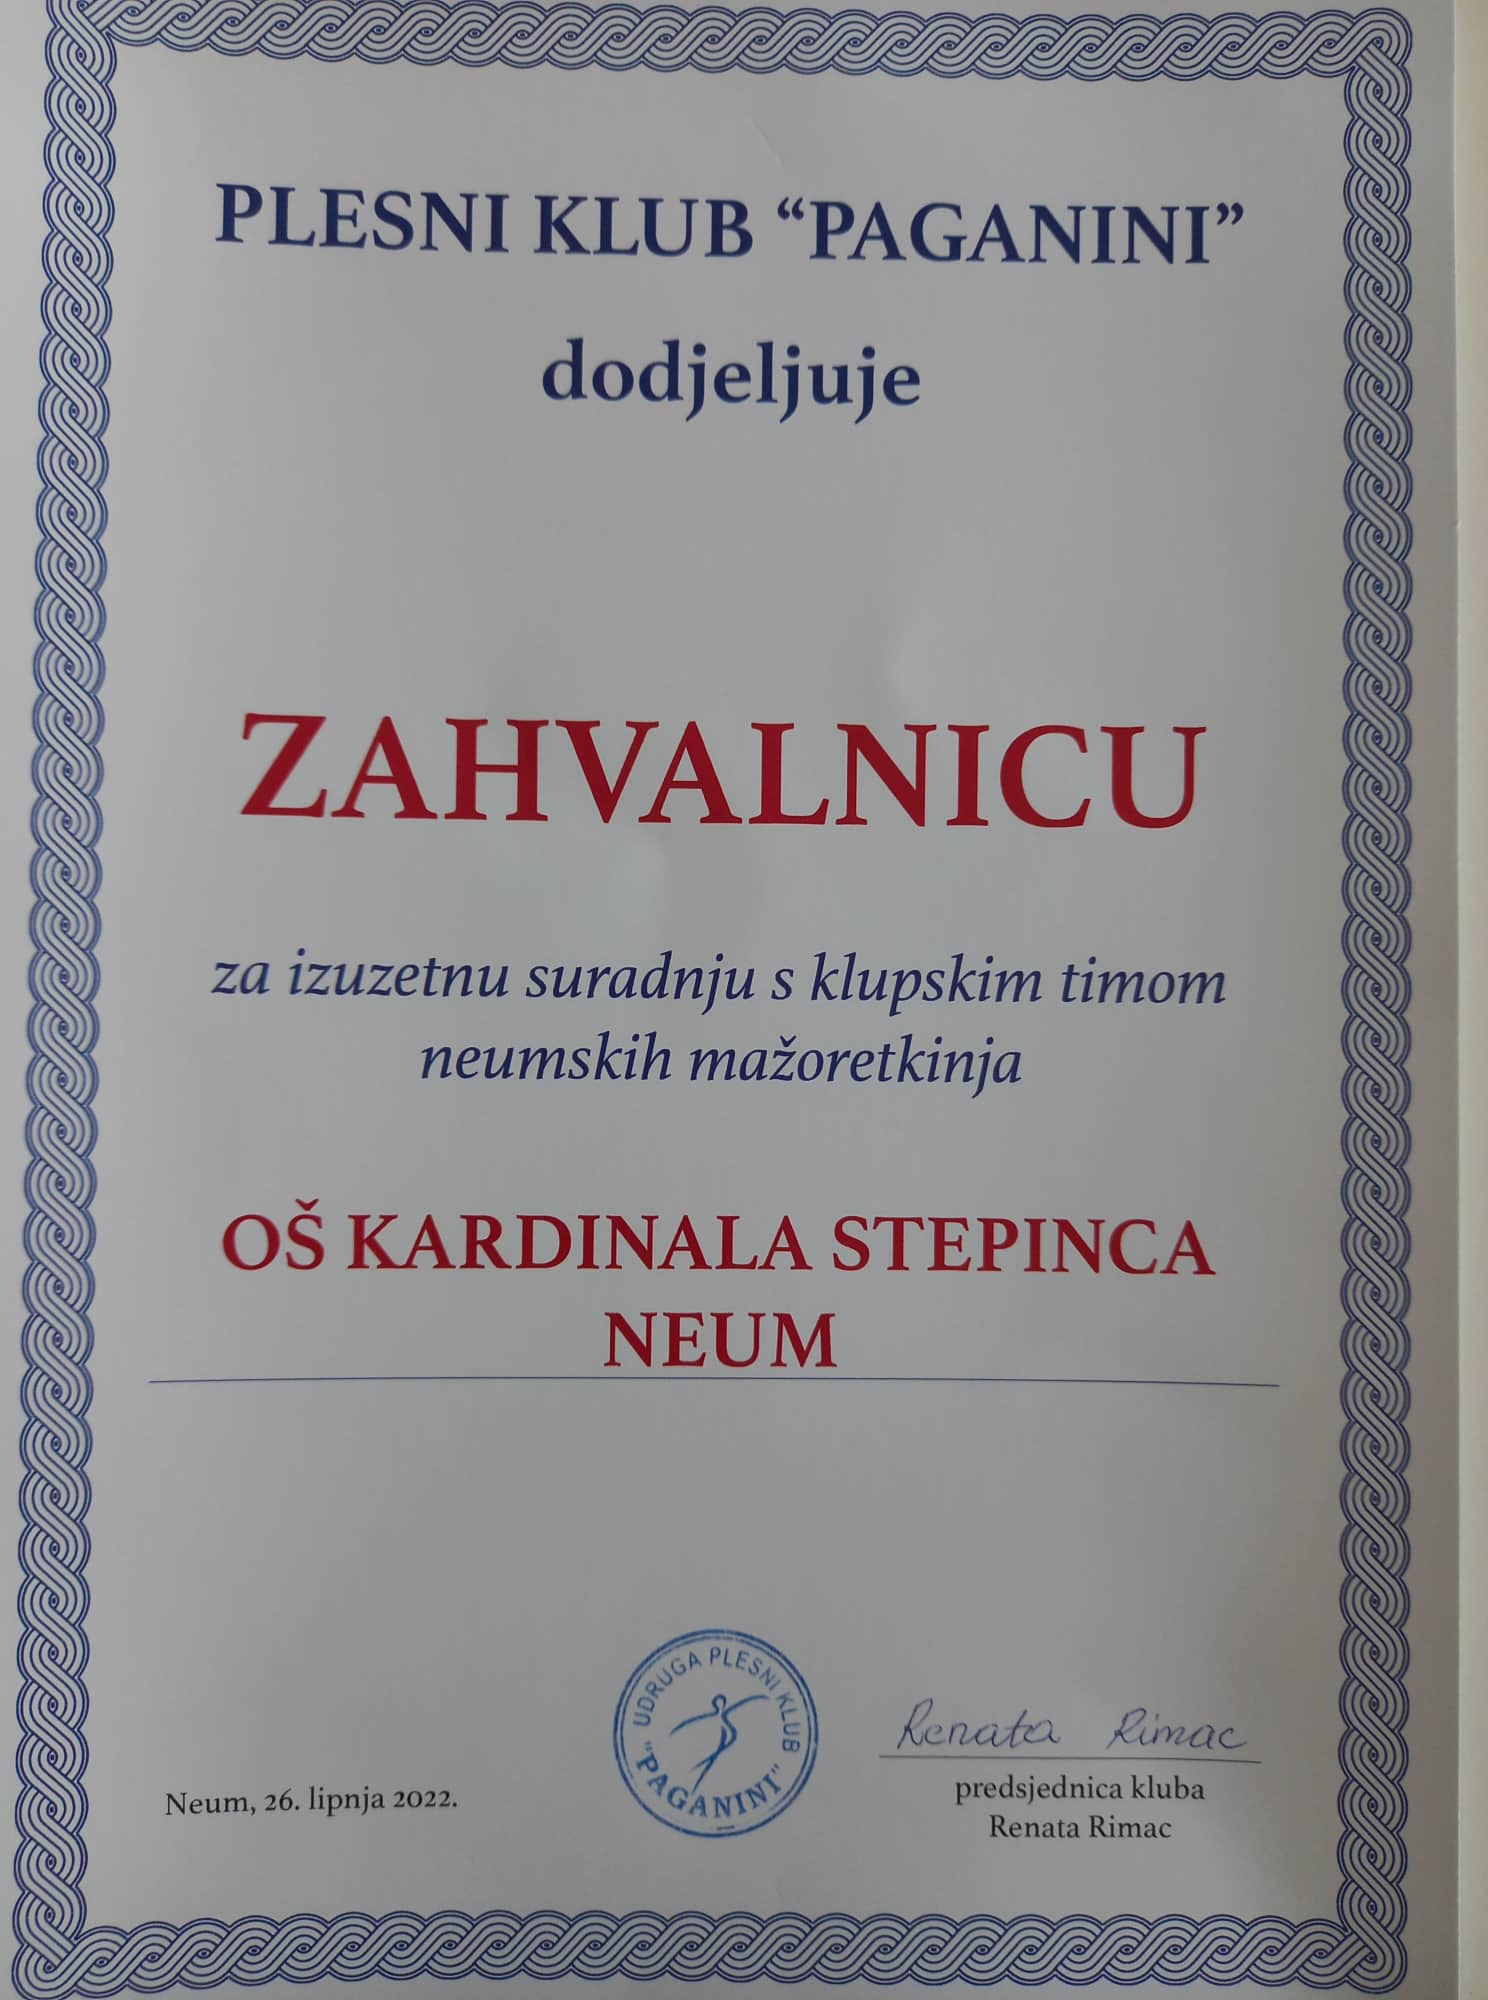 PLESNI KLUB “PAGANINI”
dodjeljuje
ZAHVALNICU
za izuzetnu suradnju s klupskim timom
neumskih mažoretkinja
OŠ KARDINALA STEPINCA
NEUM
Neum, 26. lipnja 2022.
UDRUGA PLESNI KLUB
"PAGANINI"
Renata Rimac
predsjednica kluba
Renata Rimac